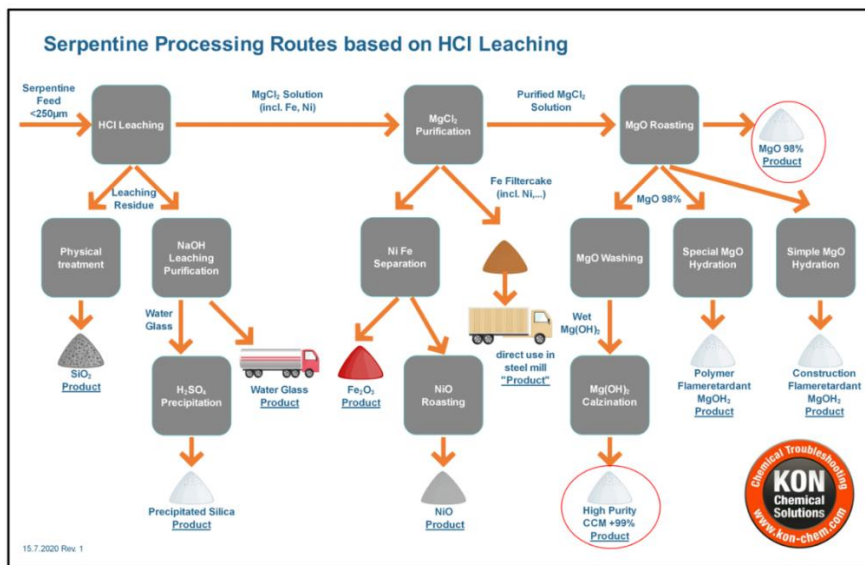 Serpentine Processing Routes based on HCl Leaching
Serpentine
Feed
<250µm
HCl Leaching
MgCl₂ Solution
(incl. Fe, Ni)
MgCl₂
Purification
Purified MgCl₂
Solution
MgO Roasting
MgO 98%
Product
Leaching
Residue
Fe Filtercake
(incl. Ni,...)
MgO 98%
Physical
treatment
NaOH
Leaching
Purification
Ni Fe
Separation
MgO Washing
Special MgO
Hydration
Simple MgO
Hydration
Water
Glass
Wet
Mg(OH)₂
SiO₂
Product
H₂SO₄
Precipitation
Water Glass
Product
Fe₂O₃
Product
NiO
Roasting
direct use in
steel mill
"Product"
Mg(OH)₂
Calzination
Polymer
Flameretardant
MgOH₂
Product
Construction
Flameretardant
MgOH₂
Product
Precipitated Silica
Product
NiO
Product
High Purity
CCM +99%
Product
Chemical Troubleshooting
KON
Chemical
Solutions
www.kon-chem.com
15.7.2020 Rev. 1